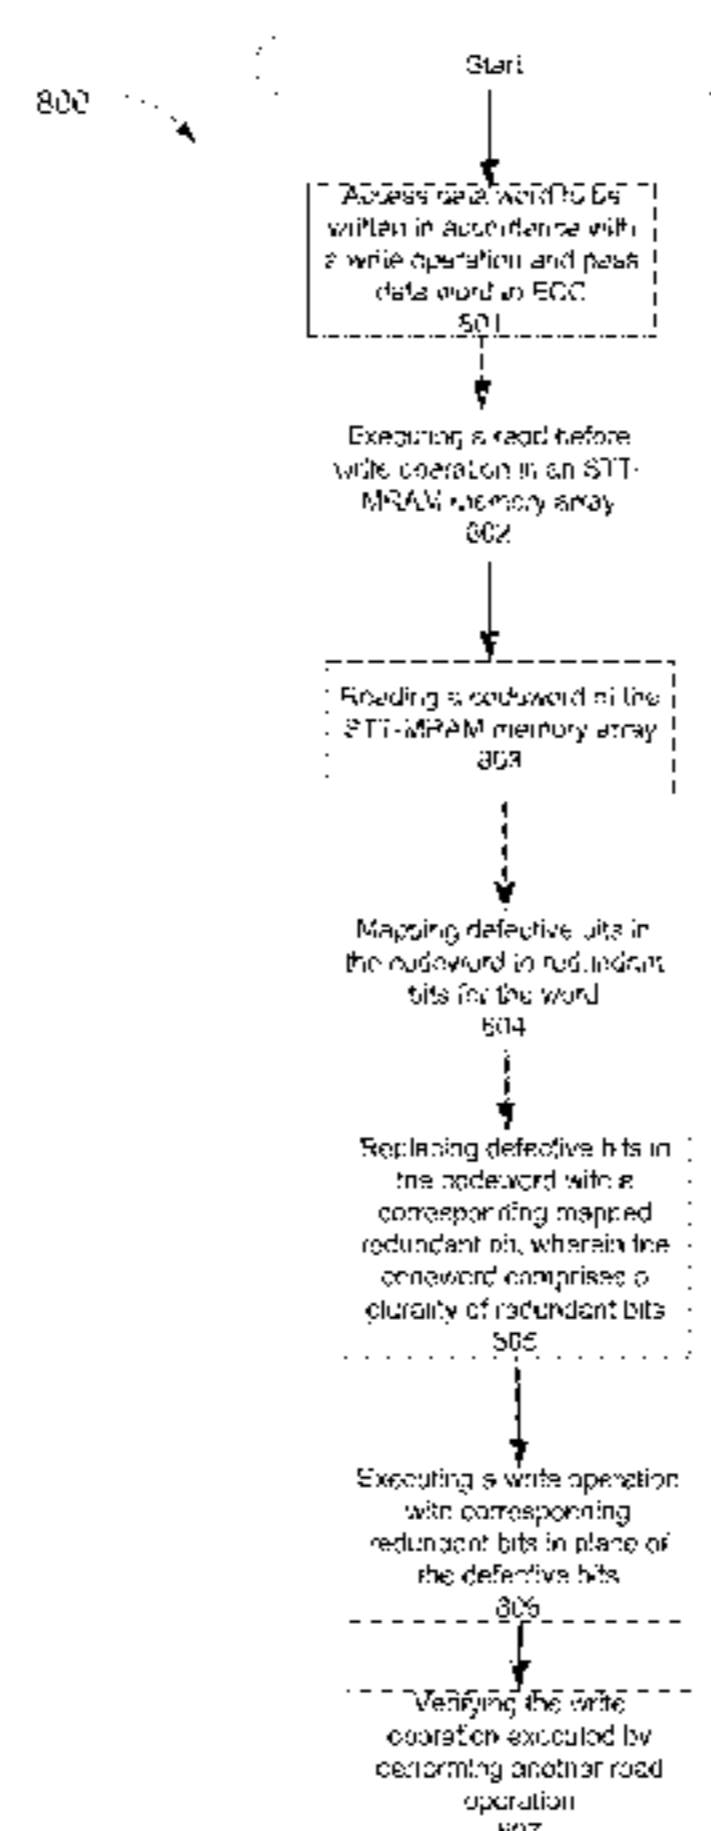 Start
800
Access data word to be
written in accordance with
a write operation and pass
data word to ECC
801
Executing a read before
write operation in an STT-
MRAM memory array
802
Reading a codeword of the
STT-MRAM memory array
803
Mapping defective bits in
the codeword to redundant
bits for the word
804
Replacing defective bits in
the codeword with a
corresponding mapped
redundant bit, wherein the
codeword comprises a
plurality of redundant bits
805
Executing a write operation
with corresponding
redundant bits in place of
the defective bits
806
Verifying the write
operation executed by
performing another read
operation
807